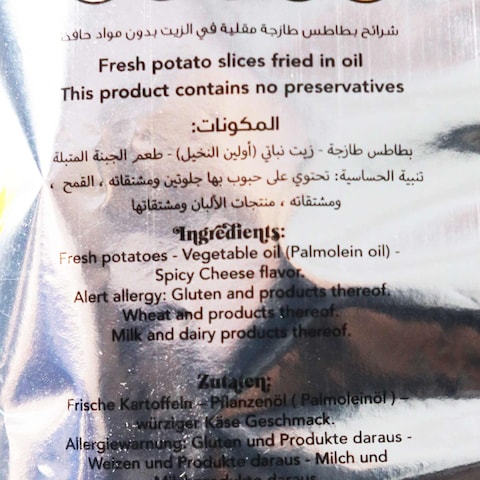 شرائح بطاطس طازجة مقلية في الزيت بدون مواد حافظ
Fresh potato slices fried in oil
This product contains no preservatives
المكونات:
بطاطس طازجة - زيت نباتي (أولين النخيل) - طعم الجبنة المتبلة
تنبية الحساسية: تحتوي على حبوب بها جلوتين ومشتقاته ، القمح ،
ومشتقاته ، منتجات الألبان ومشتقاتها
Ingredients:
Fresh potatoes - Vegetable oil (Palmolein oil) -
Spicy Cheese flavor.
Alert allergy: Gluten and products thereof.
Wheat and products thereof.
Milk and dairy products thereof.
Zutaten:
Frische Kartoffeln – Pflanzenöl ( Palmoleinöl ) –
würziger Käse Geschmack.
Allergiewarnung: Gluten und Produkte daraus -
Weizen und Produkte daraus - Milch und
Milchprodukte daraus